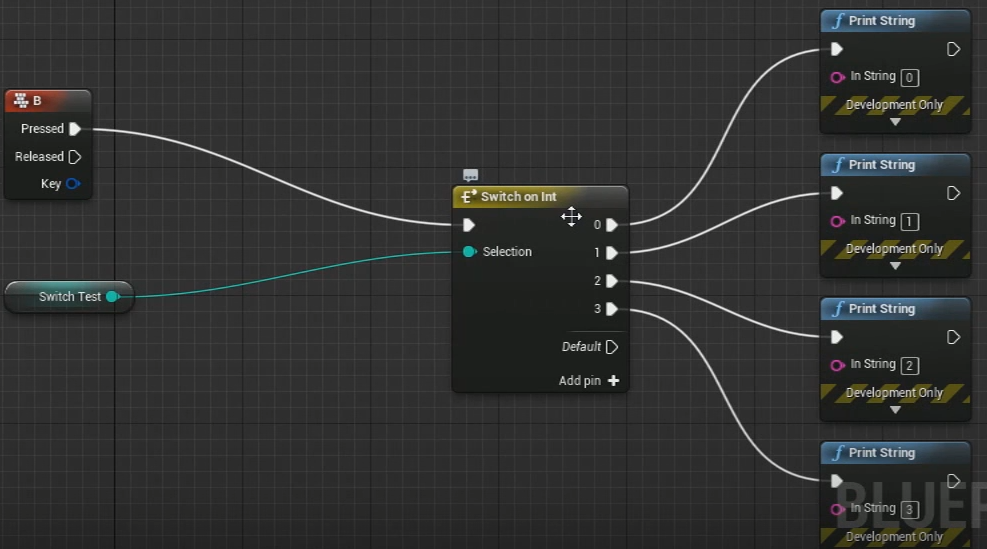 B
Pressed
Released
Key
Switch Test
Switch on Int
Selection
0
1
2
3
Default
Add pin
Print String
In String 0
Development Only
Print String
In String 1
Development Only
Print String
In String 2
Development Only
Print String
In String 3
Development Only